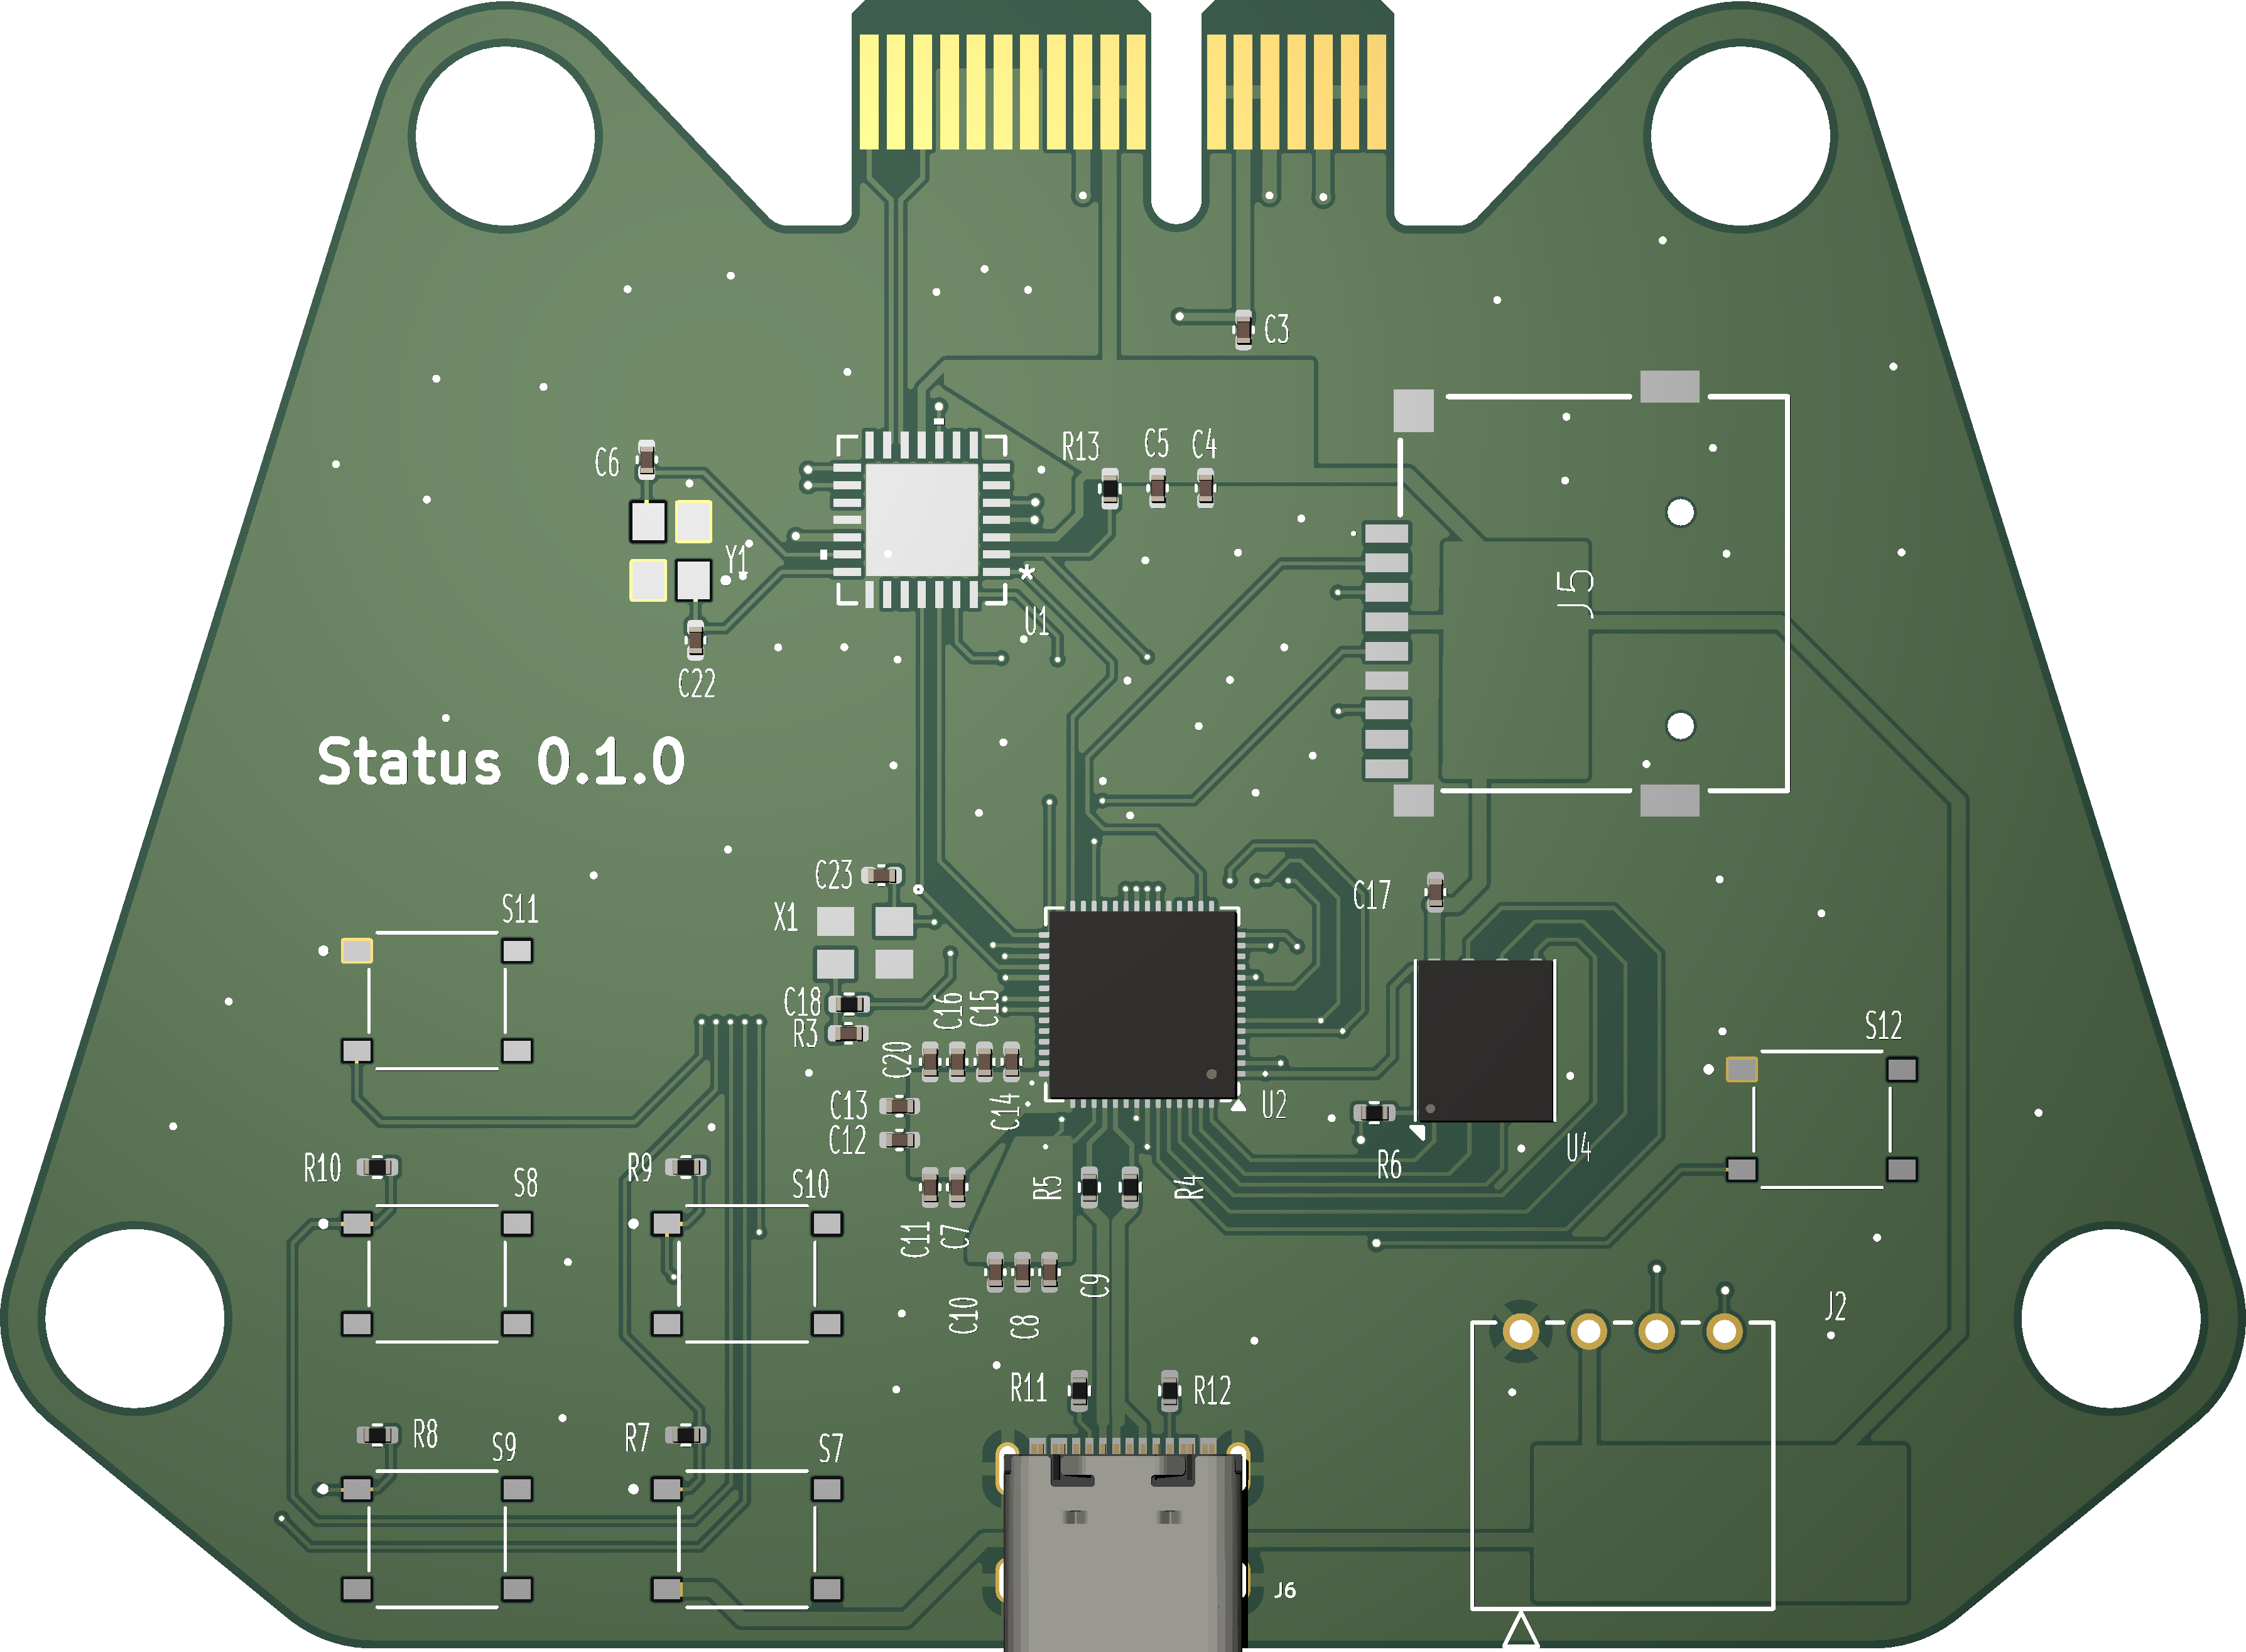 C3
R13 C5 C4
C6
Y1
J5
U1
C22
Status 0.1.0
C23
C17
S11
X1
C18 C16 C15
R3
S12
C20
C13 C14 U2
C12
U4
R10 S8 R9 S10 R5 R4 R6
C11 C7
C9
C10 C8
J2
R11 R12
R8 S9 R7 S7
J6